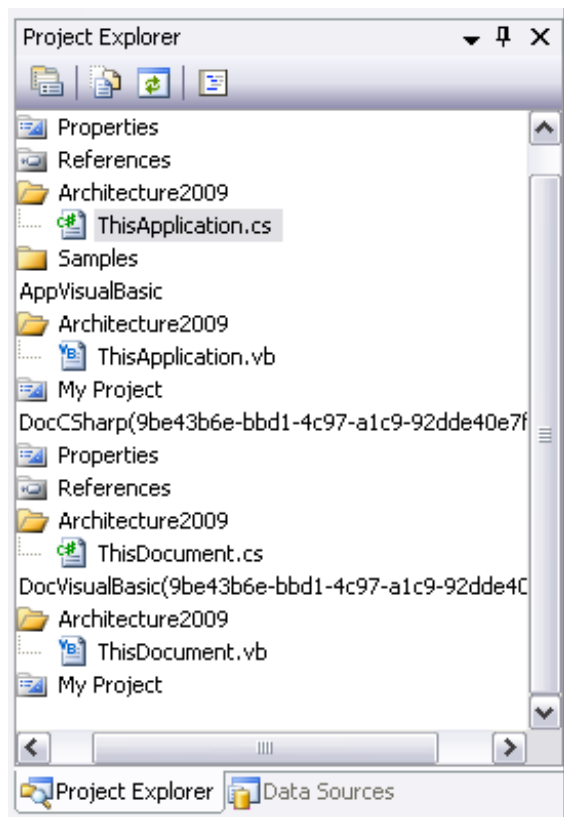 Project Explorer
Properties
References
Architecture2009
ThisApplication.cs
Samples
AppVisualBasic
Architecture2009
ThisApplication.vb
My Project
DocCSharp(9be43b6e-bbd1-4c97-a1c9-92dde40e7f
Properties
References
Architecture2009
ThisDocument.cs
DocVisualBasic(9be43b6e-bbd1-4c97-a1c9-92dde4
Architecture2009
ThisDocument.vb
My Project
Project Explorer Data Sources